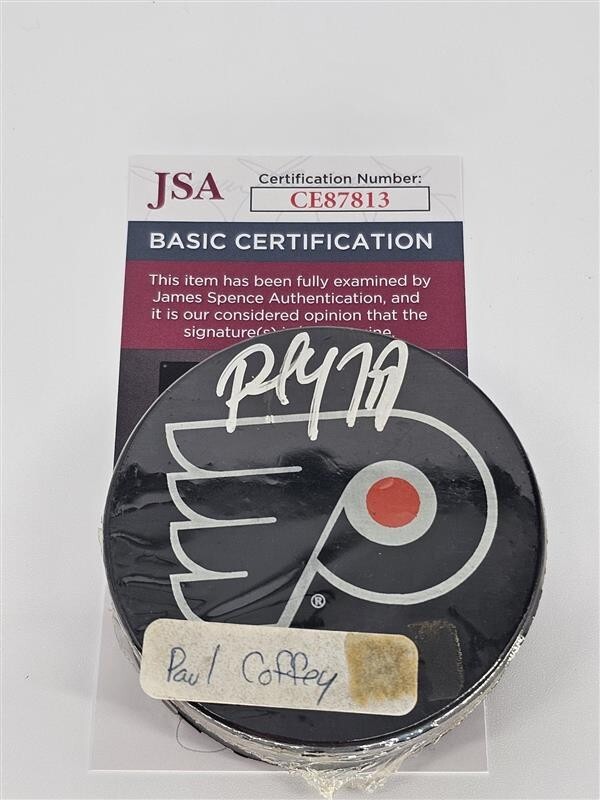 JSA
Certification Number:
CE87813
BASIC CERTIFICATION
This item has been fully examined by
James Spence Authentication, and
it is our considered opinion that the
77
®
Paul Coffey